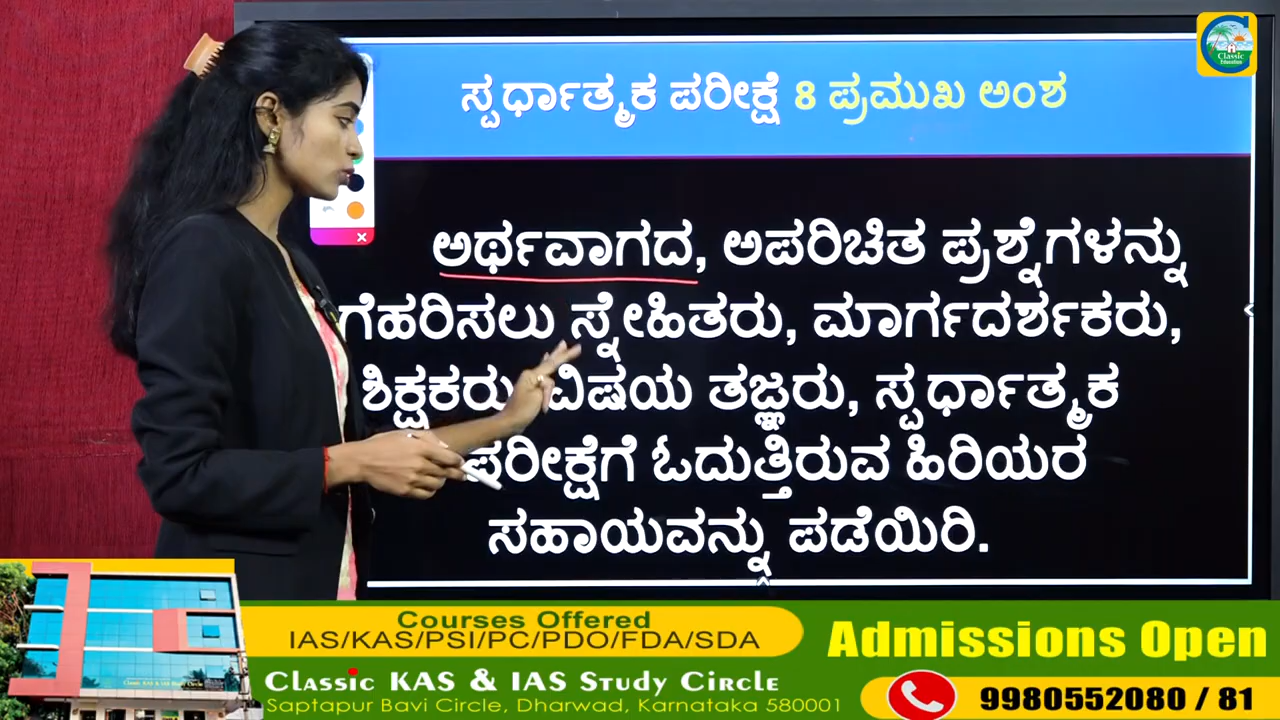 Classic
Education
ಸ್ಪರ್ಧಾತ್ಮಕ ಪರೀಕ್ಷೆ 8 ಪ್ರಮುಖ ಅಂಶ
ಅರ್ಥವಾಗದ, ಅಪರಿಚಿತ ಪ್ರಶ್ನೆಗಳನ್ನು
ಗೆಹರಿಸಲು ಸ್ನೇಹಿತರು, ಮಾರ್ಗದರ್ಶಕರು,
ಶಿಕ್ಷಕರು ವಿಷಯ ತಜ್ಞರು, ಸ್ಪರ್ಧಾತ್ಮಕ
ಪರೀಕ್ಷೆಗೆ ಓದುತ್ತಿರುವ ಹಿರಿಯರ
ಸಹಾಯವನ್ನು ಪಡೆಯಿರಿ.
Courses Offered
IAS/KAS/PSI/PC/PDO/FDA/SDA
Classic KAS & IAS Study Circle
Saptapur Bavi Circle, Dharwad, Karnataka 580001
Admissions Open
9980552080 / 81